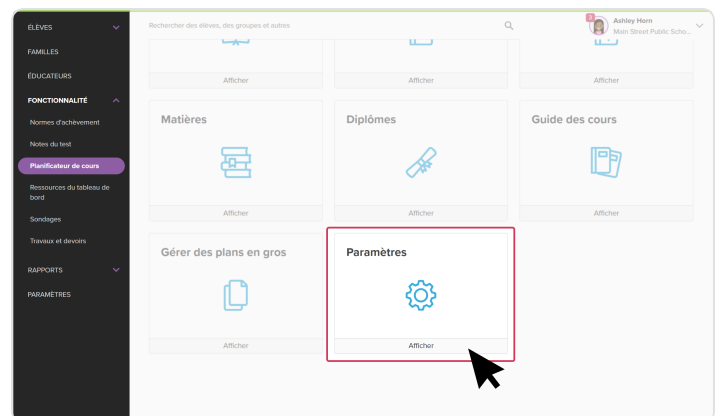 ÉLÈVES
FAMILLES
ÉDUCATEURS
FONCTIONNALITÉ
Normes d'achèvement
Notes du test
Planificateur de cours
Ressources du tableau de
bord
Sondages
Travaux et devoirs
RAPPORTS
PARAMÈTRES
Rechercher des élèves, des groupes et autres
3
Ashley Horn
Main Street Public Scho...
Afficher
Afficher
Afficher
Matières
Diplômes
Guide des cours
Afficher
Afficher
Afficher
Gérer des plans en gros
Paramètres
Afficher
Afficher